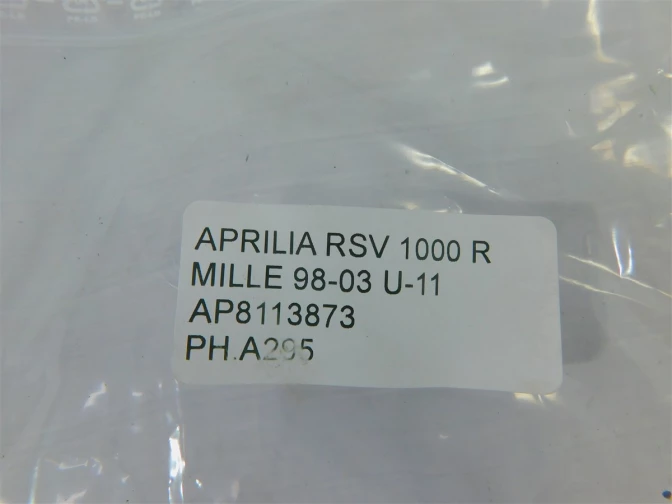 APRILIA RSV 1000 R
MILLE 98-03 U-11
AP8113873
PH.A295